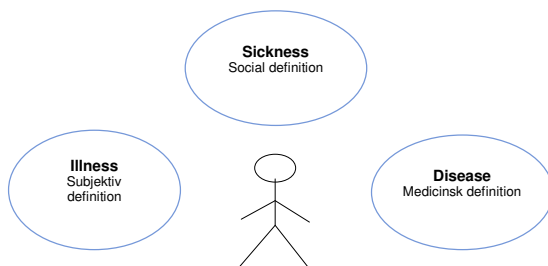 Sickness
Social definition
Illness
Subjektiv
definition
Disease
Medicinsk definition